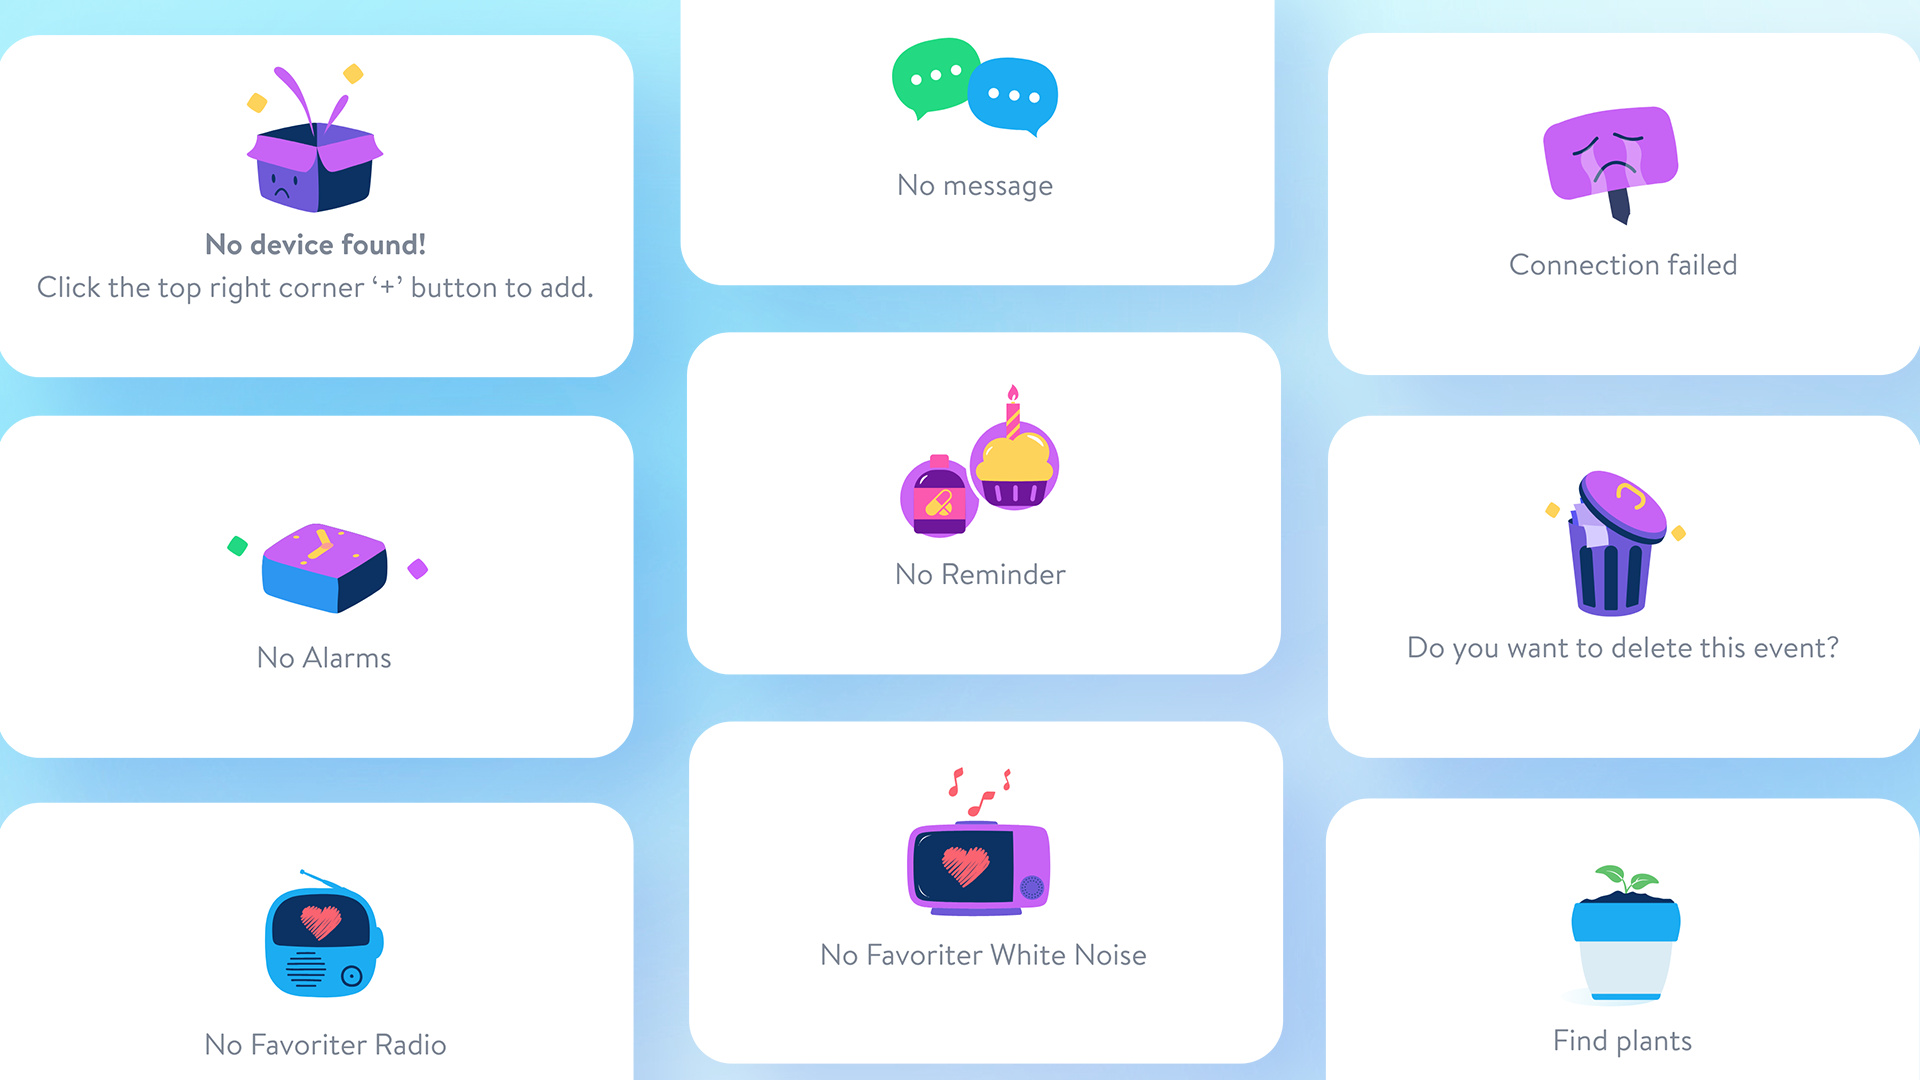 No device found!
Click the top right corner ‘+’ button to add.
No message
Connection failed
No Alarms
No Reminder
Do you want to delete this event?
No Favoriter Radio
No Favoriter White Noise
Find plants